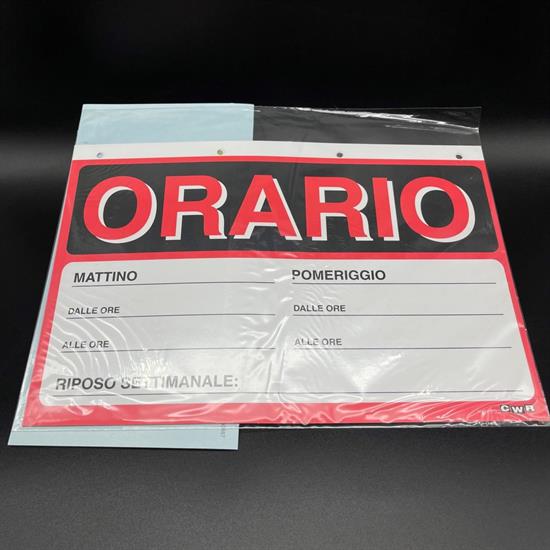 ORARIO
MATTINO POMERIGGIO
DALLE ORE DALLE ORE
ALLE ORE ALLE ORE
RIPOSO SETTIMANALE:
CWR